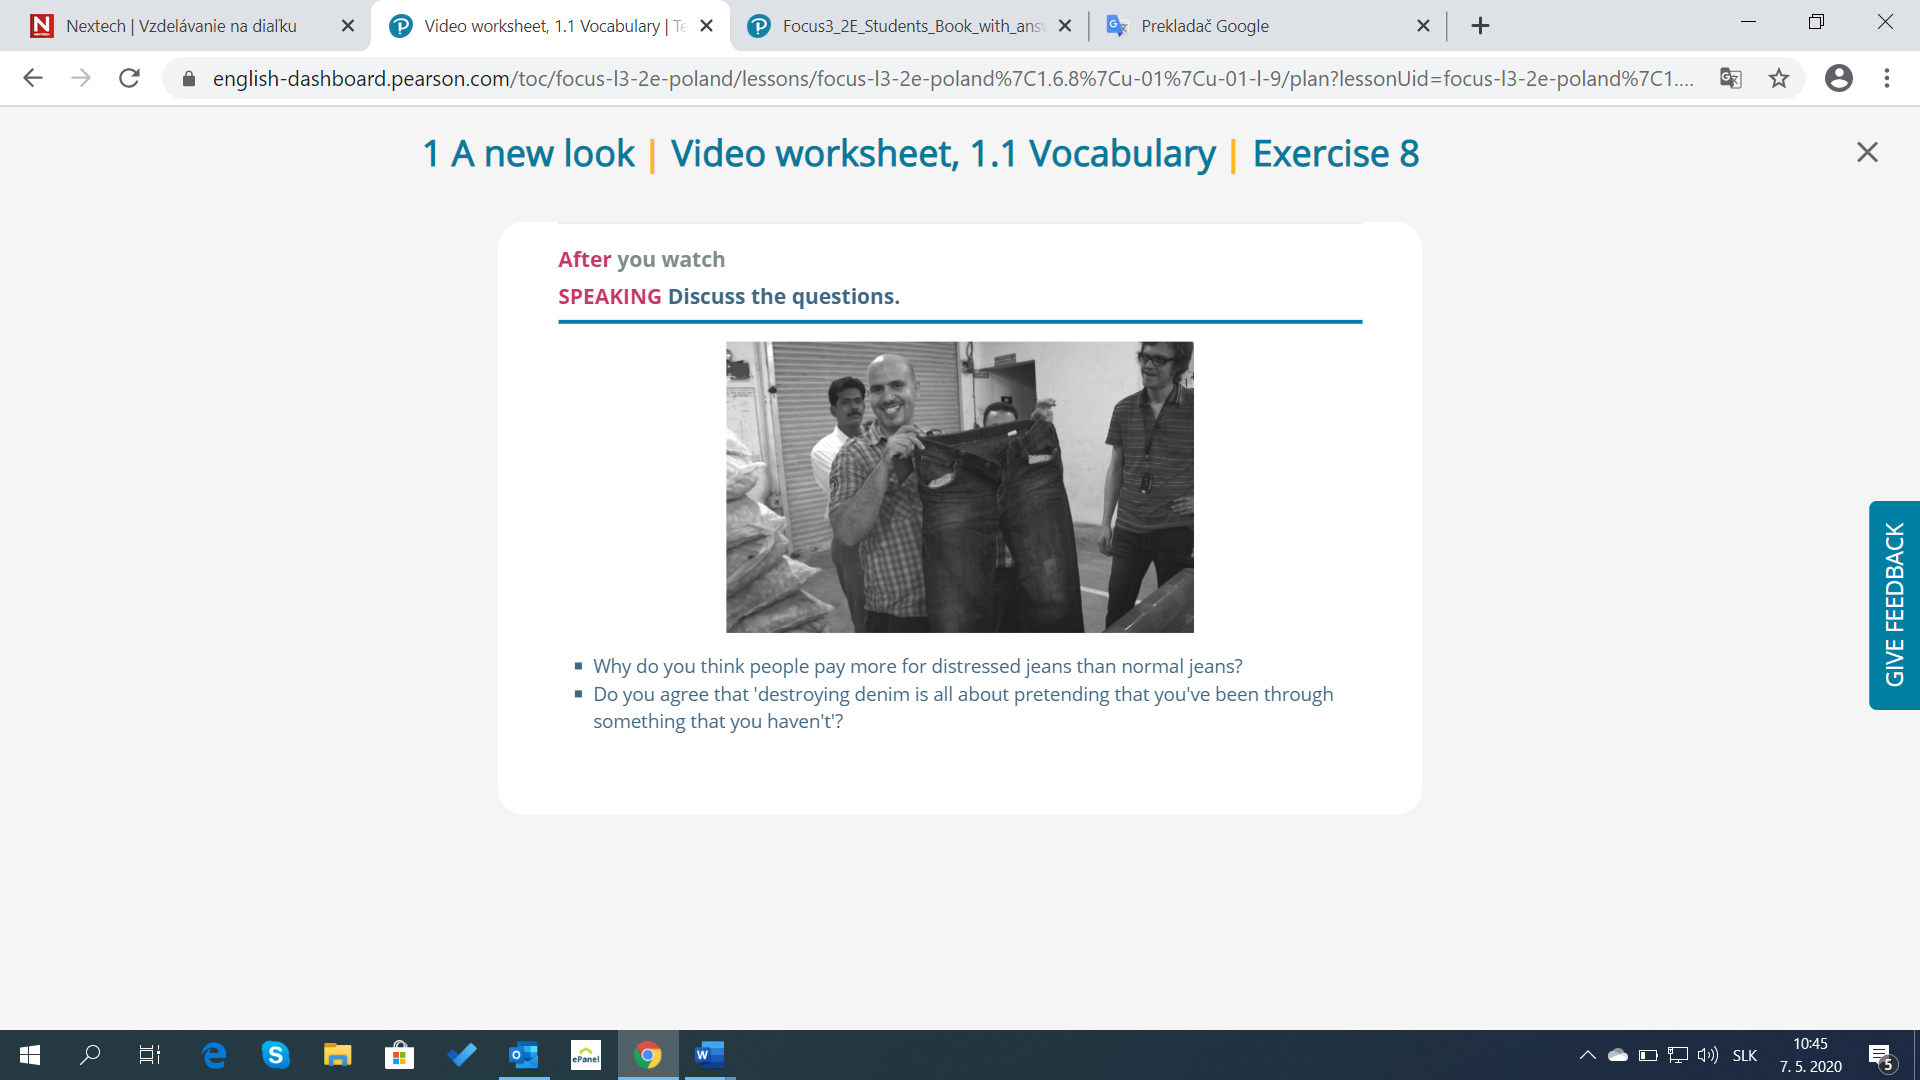 Nextech | Vzdelávanie na diaľku
Video worksheet, 1.1 Vocabulary | Te
Focus3_2E_Students_Book_with_ansv
Prekladač Google
english-dashboard.pearson.com/toc/focus-l3-2e-poland/lessons/focus-l3-2e-poland%7C1.6.8%7Cu-01%7Cu-01-l-9/plan?lessonUid=focus-l3-2e-poland%7C1....
1 A new look | Video worksheet, 1.1 Vocabulary | Exercise 8
After you watch
SPEAKING Discuss the questions.
▪ Why do you think people pay more for distressed jeans than normal jeans?
▪ Do you agree that 'destroying denim is all about pretending that you've been through
something that you haven't'?
GIVE FEEDBACK
ePanel
SLK
10:45
7. 5. 2020
5